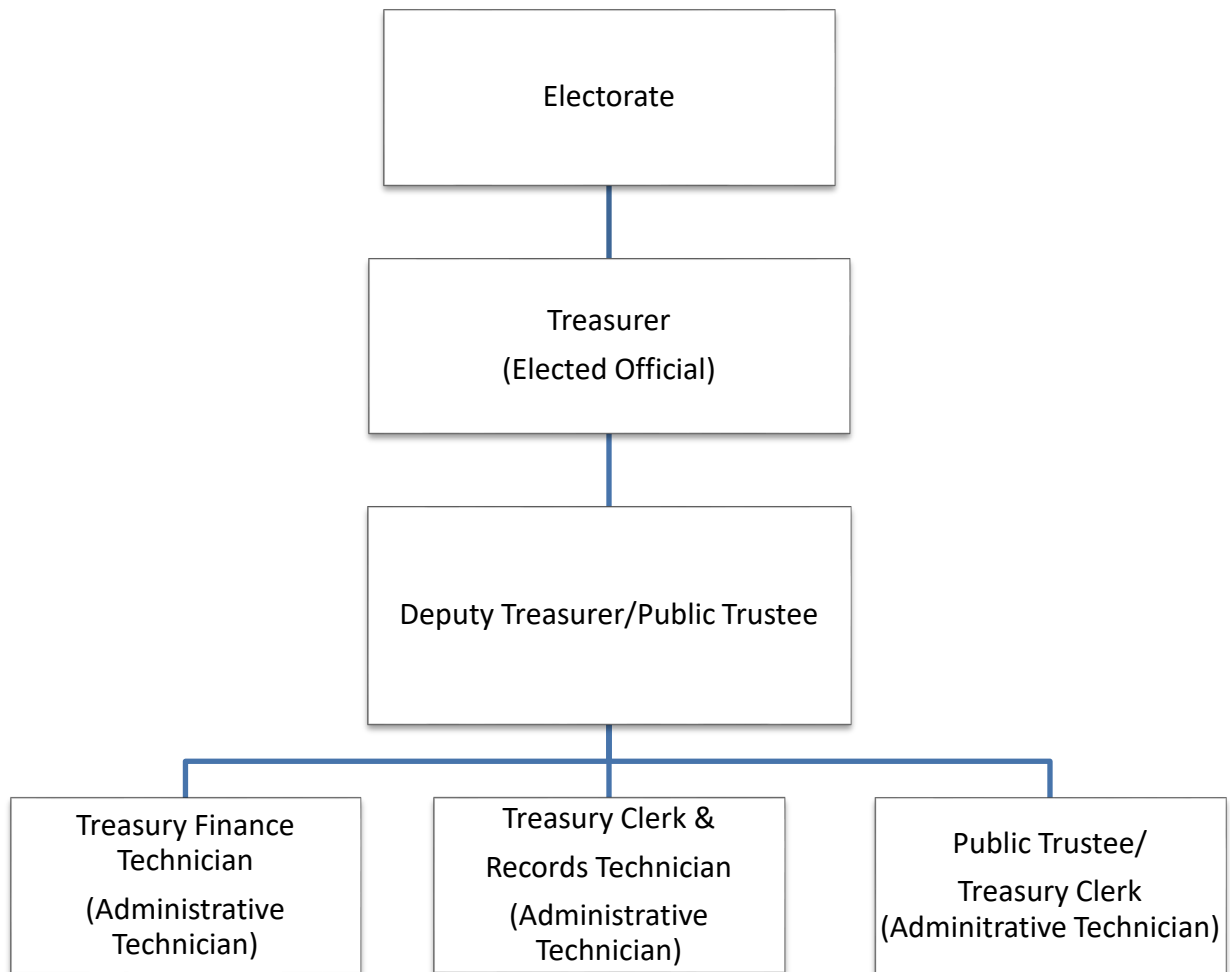 Electorate
Treasurer
(Elected Official)
Deputy Treasurer/Public Trustee
Treasury Finance
Technician
(Administrative
Technician)
Treasury Clerk &
Records Technician
(Administrative
Technician)
Public Trustee/
Treasury Clerk
(Adminitrative Technician)